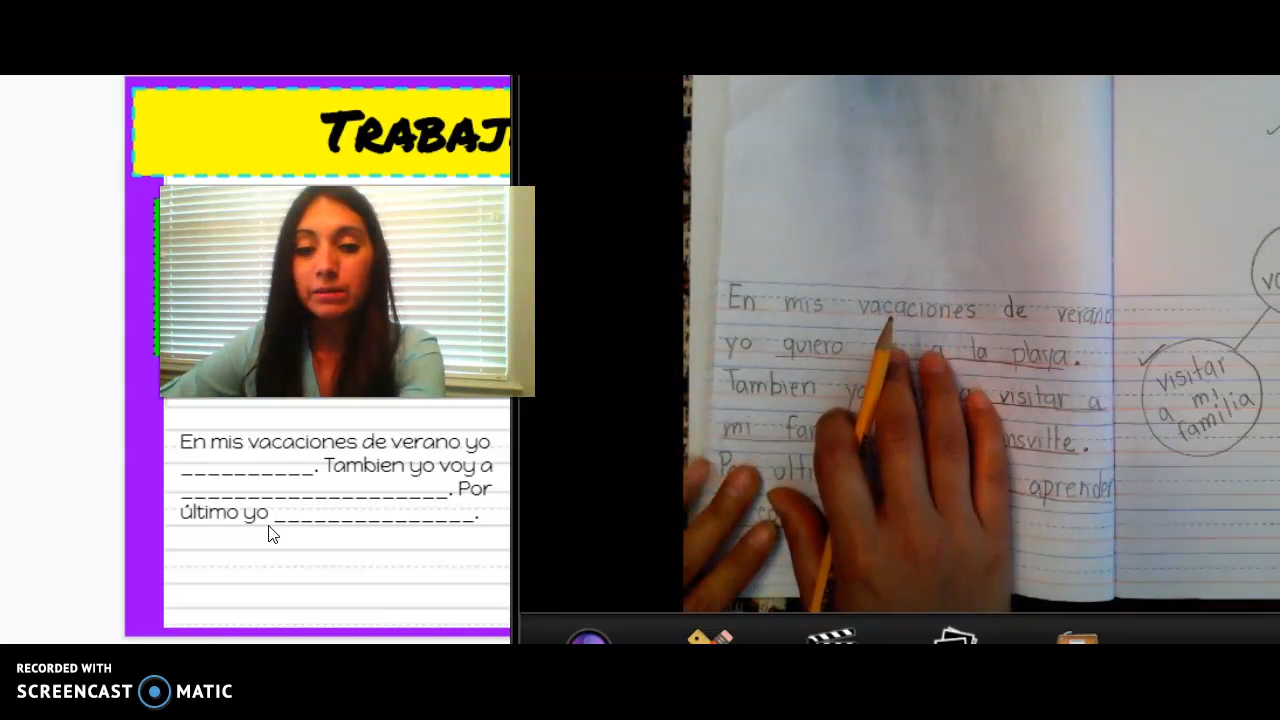 TRABAJ
En mis vacaciones de verano yo
__________. Tambien yo voy a
____________________. Por
último yo _______________.
En mis vacaciones de verano
yo quiero a la playa.
Tambien yo a visitar a
mi
aprender
visitar
a mi
familia
RECORDED WITH
SCREENCAST MATIC